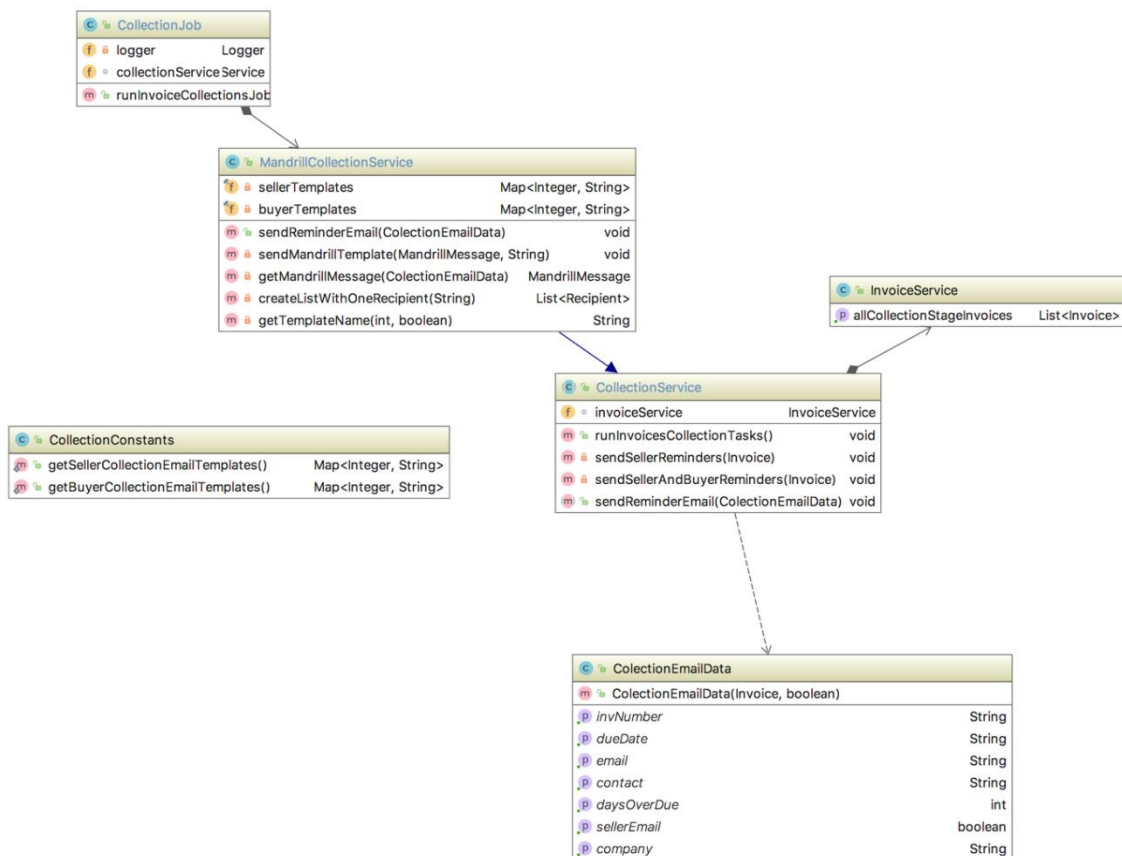 CollectionJob
logger Logger
collectionService Service
runInvoiceCollectionsJob
MandrillCollectionService
sellerTemplates Map<Integer, String>
buyerTemplates Map<Integer, String>
sendReminderEmail(ColectionEmailData) void
sendMandrillTemplate(MandrillMessage, String) void
getMandrillMessage(ColectionEmailData) MandrillMessage
createListWithOneRecipient(String) List<Recipient>
getTemplateName(int, boolean) String
InvoiceService
allCollectionStageInvoices List<Invoice>
CollectionService
invoiceService InvoiceService
runInvoicesCollectionTasks() void
sendSellerReminders(Invoice) void
sendSellerAndBuyerReminders(Invoice) void
sendReminderEmail(ColectionEmailData) void
CollectionConstants
getSellerCollectionEmailTemplates() Map<Integer, String>
getBuyerCollectionEmailTemplates() Map<Integer, String>
ColectionEmailData
ColectionEmailData(Invoice, boolean)
invNumber String
dueDate String
email String
contact String
daysOverDue int
sellerEmail boolean
company String